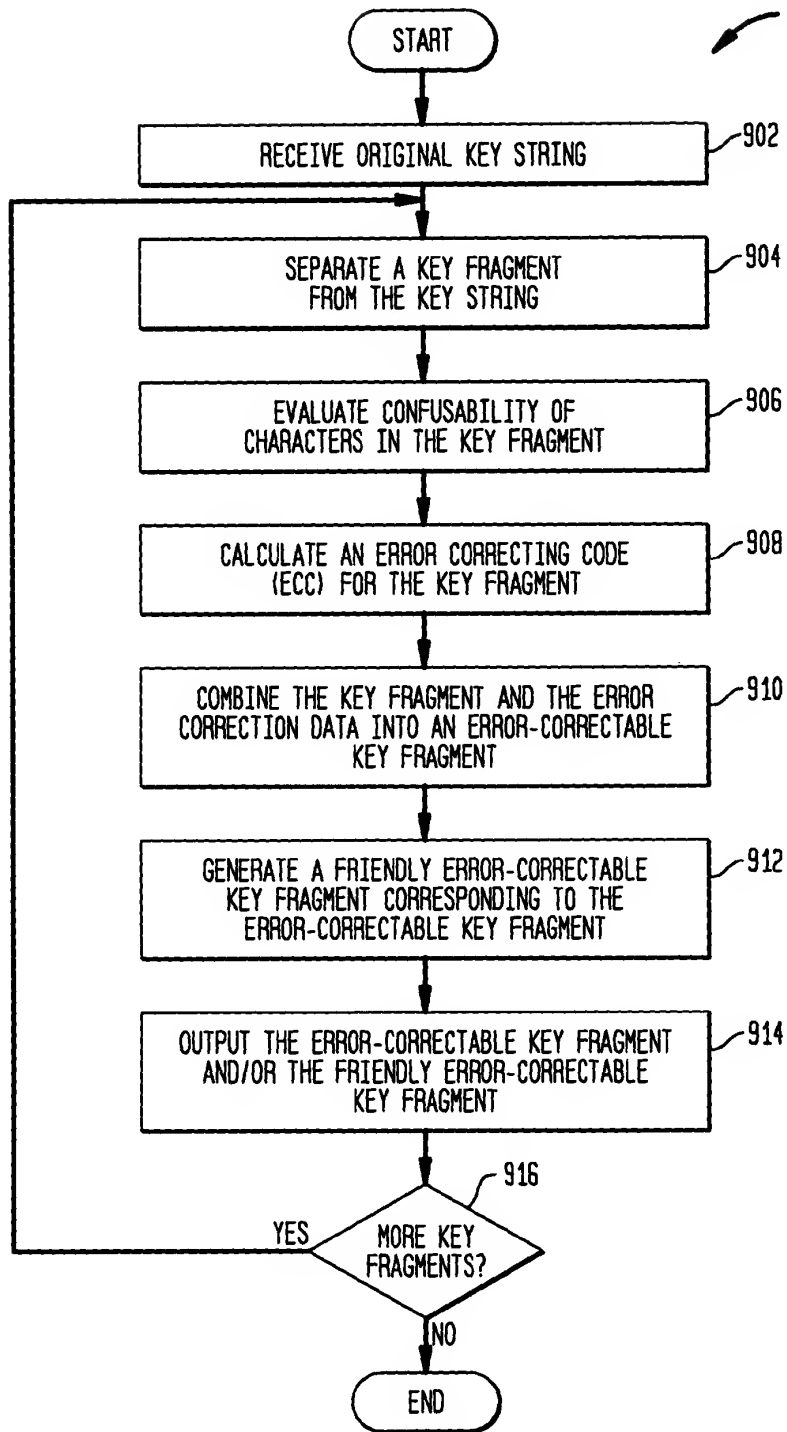 START
RECEIVE ORIGINAL KEY STRING
902
SEPARATE A KEY FRAGMENT
FROM THE KEY STRING
904
EVALUATE CONFUSABILITY OF
CHARACTERS IN THE KEY FRAGMENT
906
CALCULATE AN ERROR CORRECTING CODE
(ECC) FOR THE KEY FRAGMENT
908
COMBINE THE KEY FRAGMENT AND THE ERROR
CORRECTION DATA INTO AN ERROR-CORRECTABLE
KEY FRAGMENT
910
GENERATE A FRIENDLY ERROR-CORRECTABLE
KEY FRAGMENT CORRESPONDING TO THE
ERROR-CORRECTABLE KEY FRAGMENT
912
OUTPUT THE ERROR-CORRECTABLE KEY FRAGMENT
AND/OR THE FRIENDLY ERROR-CORRECTABLE
KEY FRAGMENT
914
916
YES
MORE KEY
FRAGMENTS?
NO
END